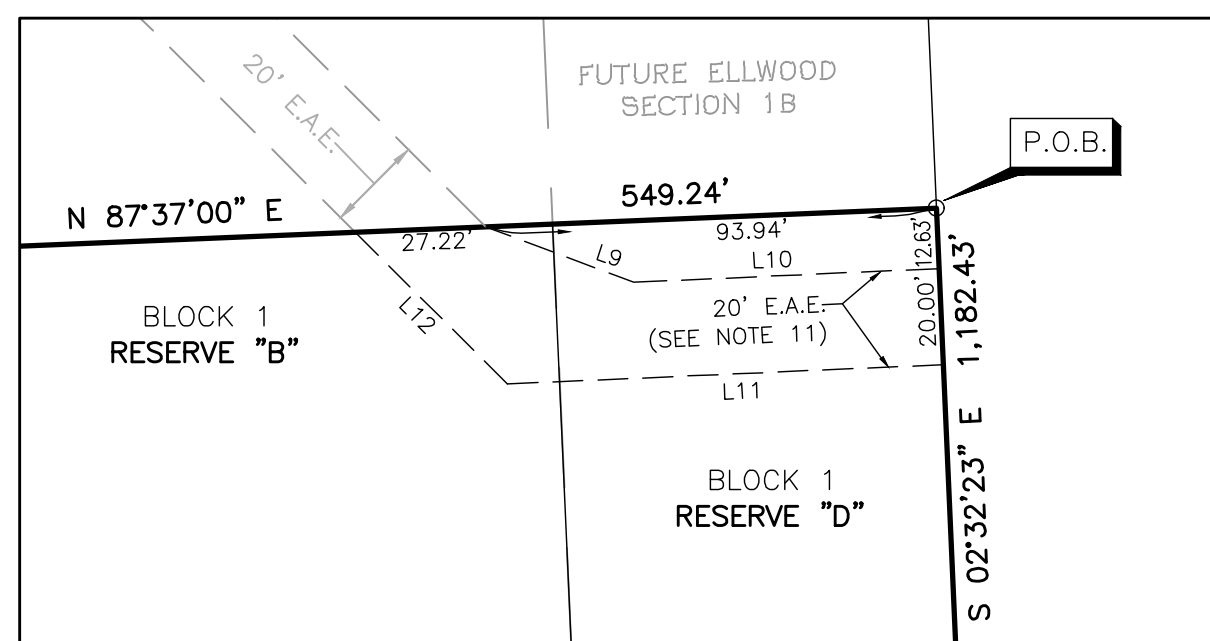 FUTURE ELLWOOD
SECTION 1B
20' E.A.E.
P.O.B.
N 87°37'00" E
549.24'
27.22'
93.94'
12.63'
L9
L10
20' E.A.E.
(SEE NOTE 11)
20.00'
1,182.43'
L12
L11
BLOCK 1
RESERVE "B"
BLOCK 1
RESERVE "D"
S 02°32'23" E